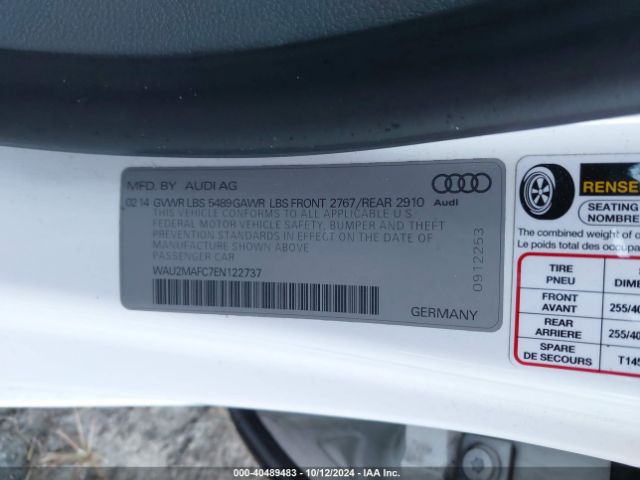 MFD. BY AUDI AG
02 14 GVWR LBS 5489 GAWR LBS FRONT 2767/REAR 2910
THIS VEHICLE CONFORMS TO ALL APPLICABLE U S
FEDERAL MOTOR VEHICLE SAFETY, BUMPER AND THEFT
PREVENTION STANDARDS IN EFFECT ON THE DATE OF
MANUFACTURE SHOWN ABOVE
PASSENGER CAR
WAU2MAFC7EN122737
GERMANY
Audi
0912253
RENSE
SEATING
NOMBRE
The combined weight of
Le poids total des occupa
TIRE
PNEU
DIME
FRONT
AVANT
255/40
REAR
ARRIERE
255/40
SPARE
DE SECOURS
T145
000-40489483 - 10/12/2024 - IAA Inc.